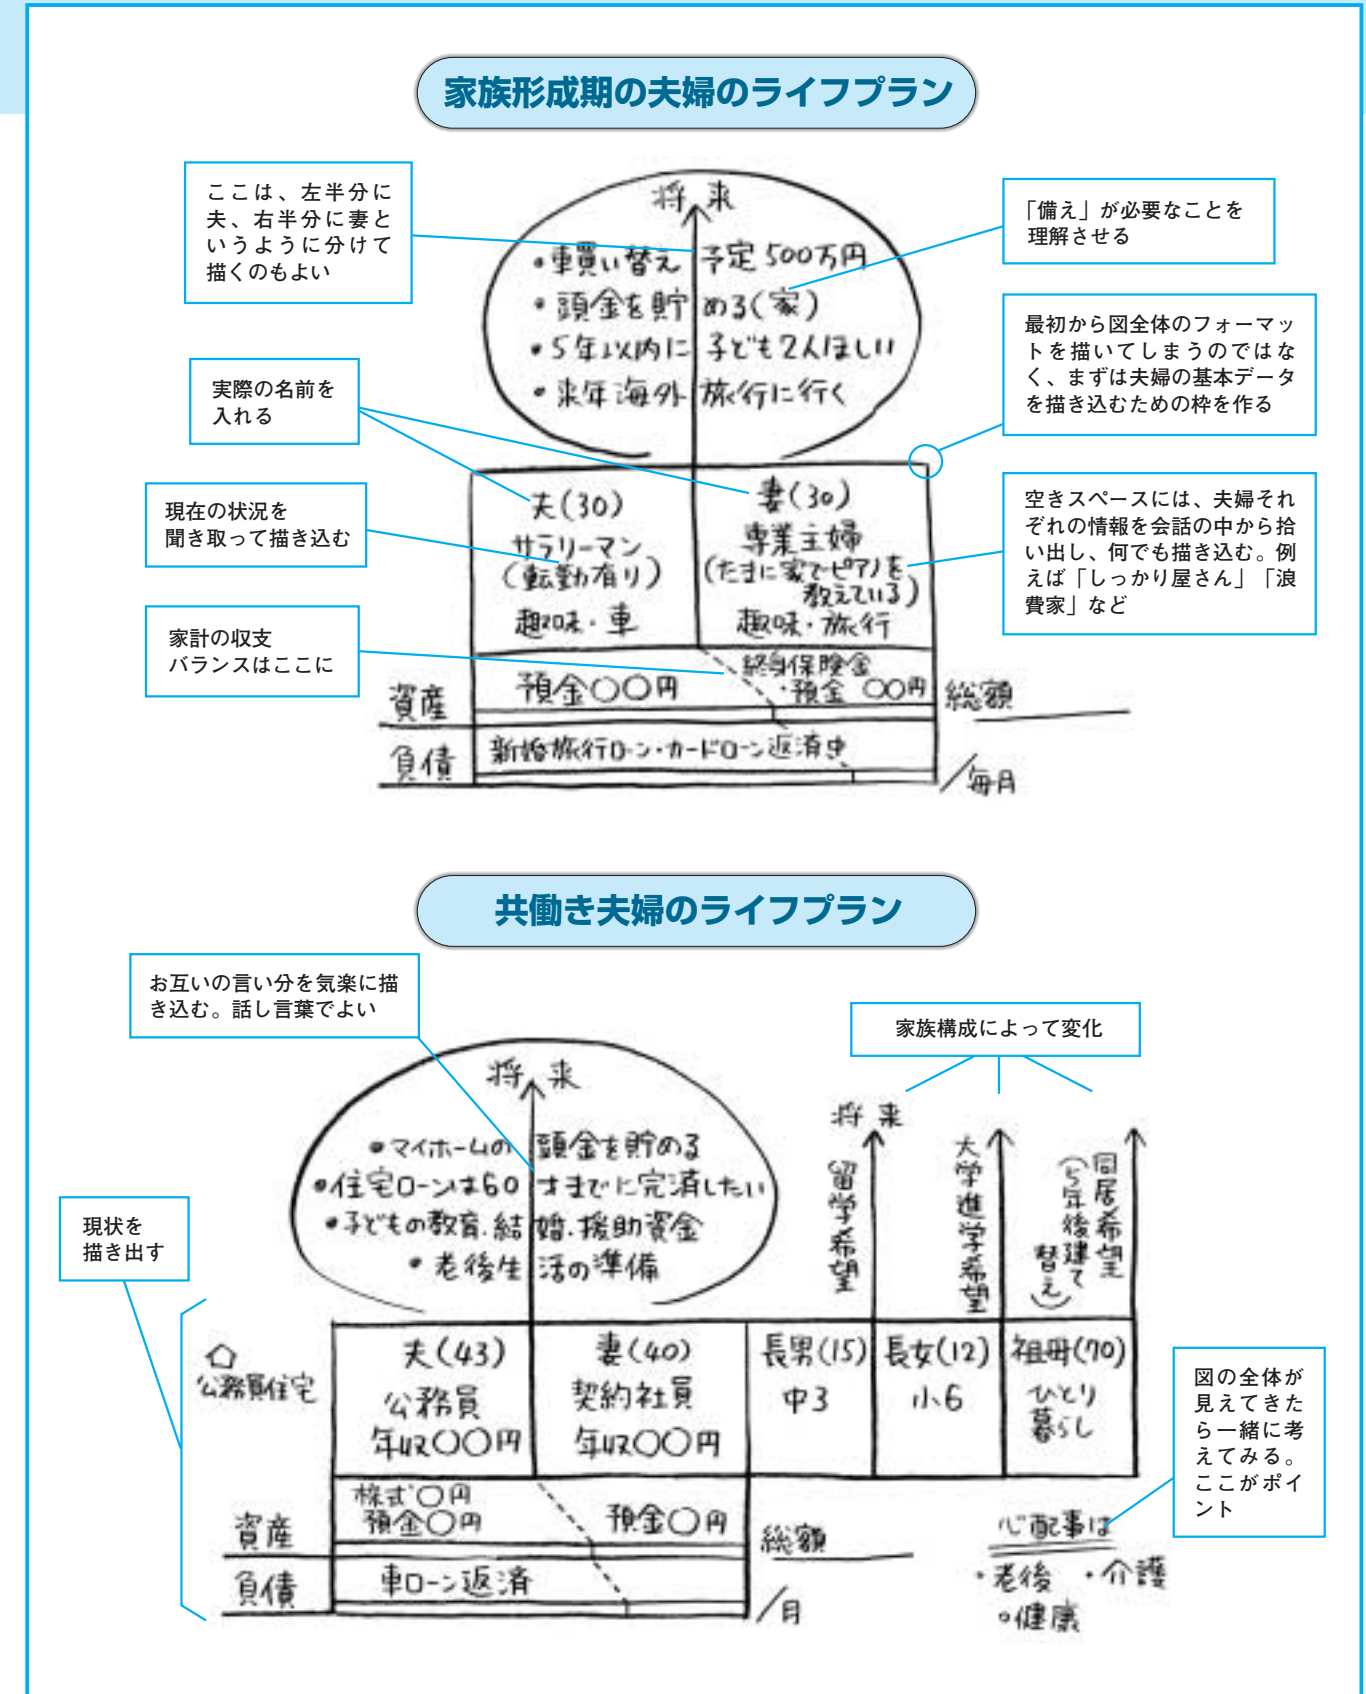 家族形成期の夫婦のライフプラン
ここは、左半分に
夫、右半分に妻と
いうように分けて
描くのもよい
将来
・車買い替え予定500万円
・頭金を貯める(家)
・5年以内に子ども2人ほしい
・来年海外旅行に行く
「備え」が必要なことを
理解させる
最初から図全体のフォーマッ
トを描いてしまうのではな
く、まずは夫婦の基本データ
を描き込むための枠を作る
実際の名前を
入れる
現在の状況を
聞き取って描き込む
家計の収支
バランスはここに
夫(30)
サラリーマン
(転勤有り)
趣味・車
妻(30)
専業主婦
(たまに家でピアノを
教えている)
趣味・旅行
空きスペースには、夫婦それ
ぞれの情報を会話の中から拾
い出し、何でも描き込む。例
えば「しっかり屋さん」「浪
費家」など
資産
預金〇〇円
終身保険金
・預金 〇〇円
総額
負債
新婚旅行ローン・カードローン返済中
/毎月
共働き夫婦のライフプラン
お互いの言い分を気楽に描
き込む。話し言葉でよい
家族構成によって変化
将来
・マイホームの頭金を貯める
・住宅ローンは60才までに完済したい
・子どもの教育.結婚.援助資金
・老後生活の準備
将来
留学希望
大学進学希望
同居希望
(5年後建て
替え)
現状を
描き出す
公務員住宅
夫(43)
公務員
年収〇〇円
妻(40)
契約社員
年収〇〇円
長男(15)
中3
長女(12)
小6
祖母(70)
ひとり
暮らし
図の全体が
見えてきた
ら一緒に考
えてみる。
ここがポイ
ント
資産
株式〇円
預金〇円
預金〇円
総額
負債
車ローン返済
/月
心配事は
・老後 ・介護
・健康